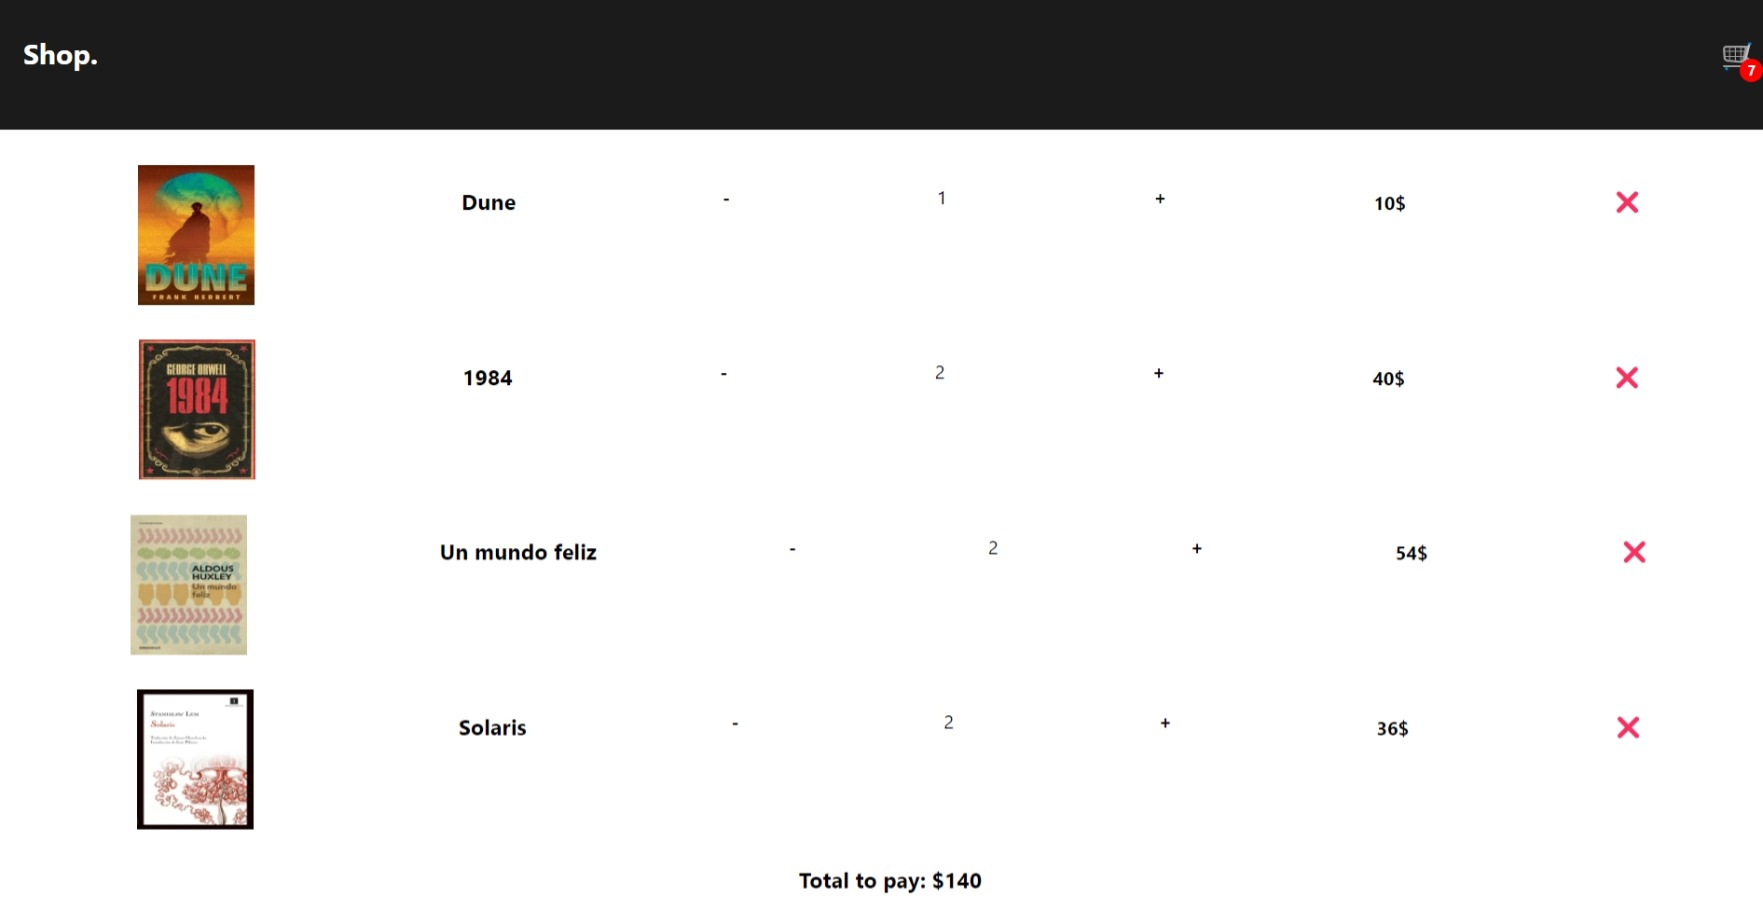 Shop.
7
DUNE
FRANK HERBERT
Dune
-
1
+
10$
GEORGE ORWELL
1984
1984
-
2
+
40$
ALDOUS
HUXLEY
Un mundo
feliz
Un mundo feliz
-
2
+
54$
Stanisław Lem
Solaris
Solaris
-
2
+
36$
Total to pay: $140